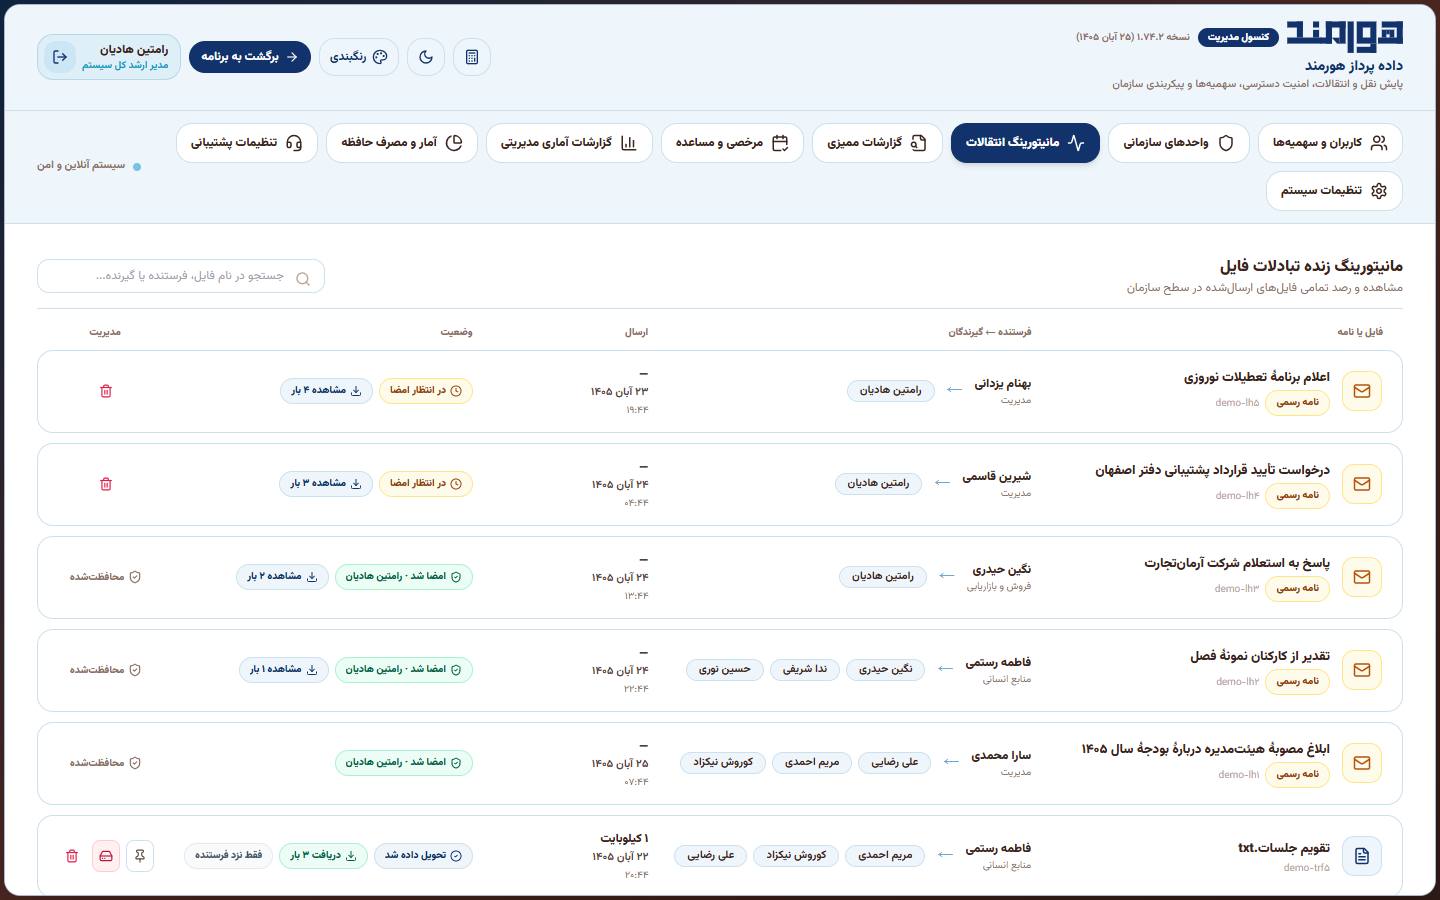 هورمند
کنسول مدیریت
نسخه ۱.۷۴.۲ (۲۵ آبان ۱۴۰۵)
داده پرداز هورمند
پایش نقل و انتقالات، امنیت دسترسی، سهمیه‌ها و پیکربندی سازمان
رنگبندی
برگشت به برنامه
رامتین هادیان
مدیر ارشد کل سیستم
کاربران و سهمیه‌ها
واحدهای سازمانی
مانیتورینگ انتقالات
گزارشات ممیزی
مرخصی و مساعده
گزارشات آماری مدیریتی
آمار و مصرف حافظه
تنظیمات پشتیبانی
تنظیمات سیستم
سیستم آنلاین و امن
مانیتورینگ زنده تبادلات فایل
مشاهده و رصد تمامی فایل‌های ارسال‌شده در سطح سازمان
جستجو در نام فایل، فرستنده یا گیرنده...
فایل یا نامه
فرستنده ← گیرندگان
ارسال
وضعیت
مدیریت
اعلام برنامهٔ تعطیلات نوروزی
نامه رسمی
demo-lh۵
بهنام یزدانی
مدیریت
←
رامتین هادیان
—
۲۳ آبان ۱۴۰۵
۱۹:۴۴
در انتظار امضا
مشاهده ۴ بار
درخواست تأیید قرارداد پشتیبانی دفتر اصفهان
نامه رسمی
demo-lh۴
شیرین قاسمی
مدیریت
←
رامتین هادیان
—
۲۴ آبان ۱۴۰۵
۰۴:۴۴
در انتظار امضا
مشاهده ۳ بار
پاسخ به استعلام شرکت آرمان‌تجارت
نامه رسمی
demo-lh۳
نگین حیدری
فروش و بازاریابی
←
رامتین هادیان
—
۲۴ آبان ۱۴۰۵
۱۳:۴۴
امضا شد · رامتین هادیان
مشاهده ۲ بار
محافظت‌شده
تقدیر از کارکنان نمونهٔ فصل
نامه رسمی
demo-lh۲
فاطمه رستمی
منابع انسانی
←
نگین حیدری
ندا شریفی
حسین نوری
—
۲۴ آبان ۱۴۰۵
۲۲:۴۴
امضا شد · رامتین هادیان
مشاهده ۱ بار
محافظت‌شده
ابلاغ مصوبهٔ هیئت‌مدیره دربارهٔ بودجهٔ سال ۱۴۰۵
نامه رسمی
demo-lh۱
سارا محمدی
مدیریت
←
علی رضایی
مریم احمدی
کوروش نیکزاد
—
۲۵ آبان ۱۴۰۵
۰۷:۴۴
امضا شد · رامتین هادیان
محافظت‌شده
تقویم جلسات.txt
demo-trf۵
فاطمه رستمی
منابع انسانی
←
مریم احمدی
کوروش نیکزاد
علی رضایی
۱ کیلوبایت
۲۲ آبان ۱۴۰۵
۲۰:۴۴
تحویل داده شد
دریافت ۳ بار
فقط نزد فرستنده